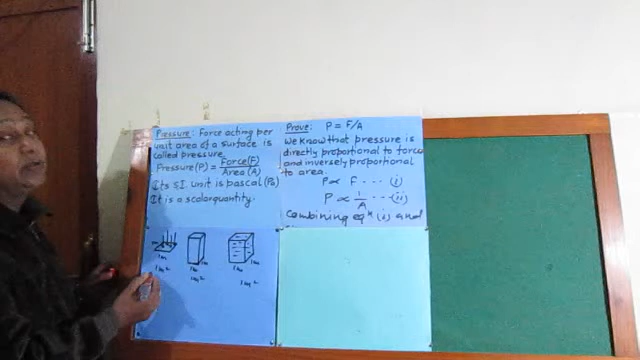 Pressure: Force acting per
unit area of a surface is
called pressure.
Pressure(P) = Force(F)
Area(A)
Its S.I. unit is pascal (Pa)
It is a scalar quantity.
Prove: P = F/A
We know that pressure is
directly proportional to force
and inversely proportional
to area.
P ∝ F ... (i)
P ∝ 1/A ... (ii)
Combining eqn (i) and
1m
1m